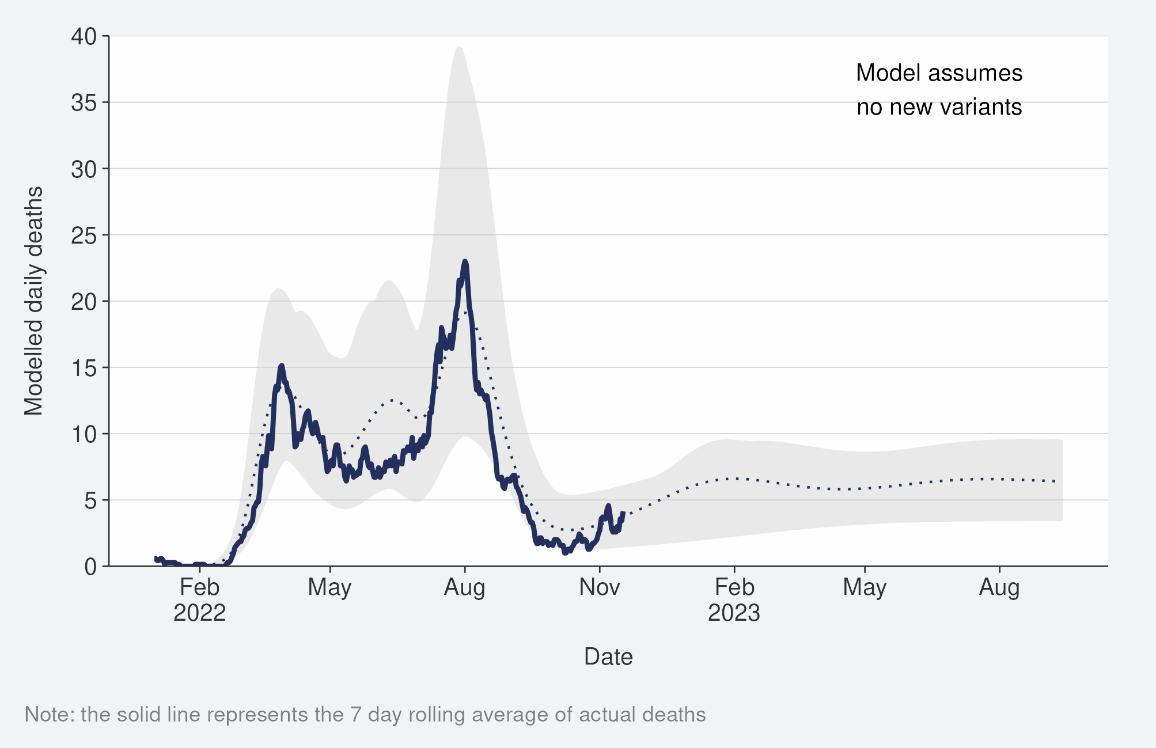 40
Model assumes
35
no new variants
30
25
20
15
10
5
0
Modelled daily deaths
Feb May Aug Nov Feb May Aug
2022 2023
Date
Note: the solid line represents the 7 day rolling average of actual deaths